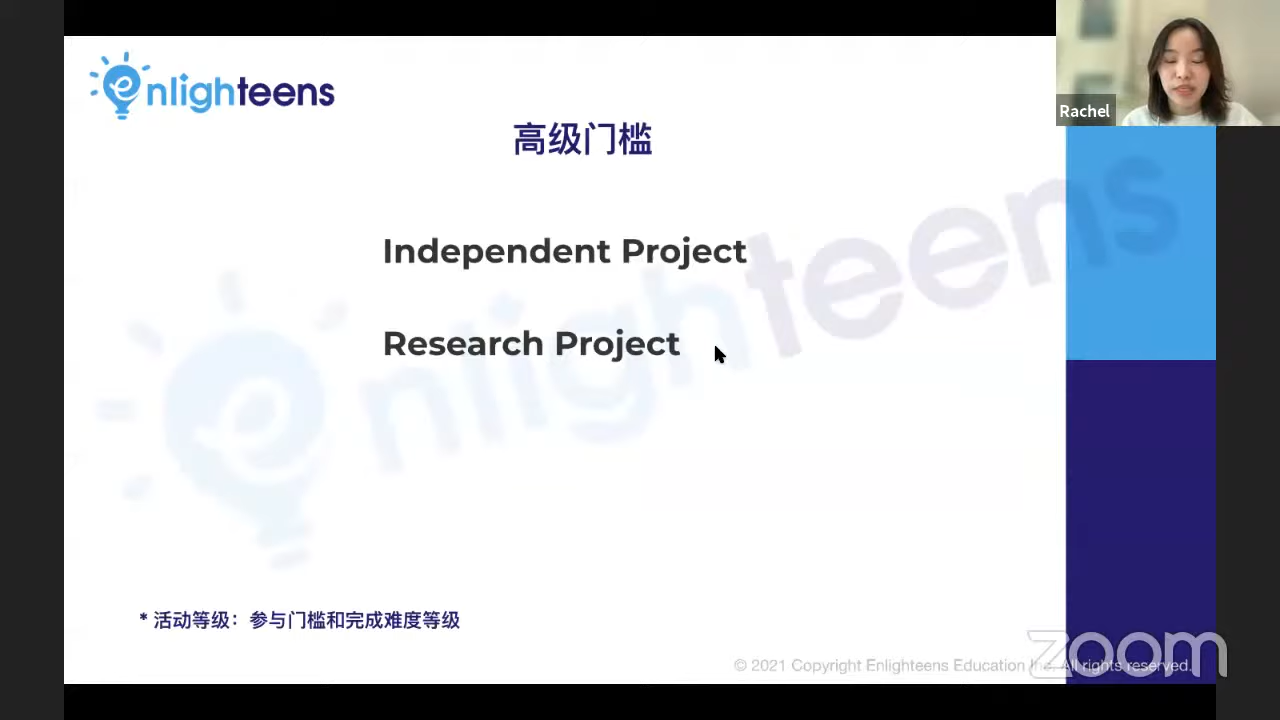 enlighteens
Rachel
高级门槛
Independent Project
Research Project
enlighteens
* 活动等级：参与门槛和完成难度等级
© 2021 Copyright Enlighteens Education Inc. All rights reserved.
zoom